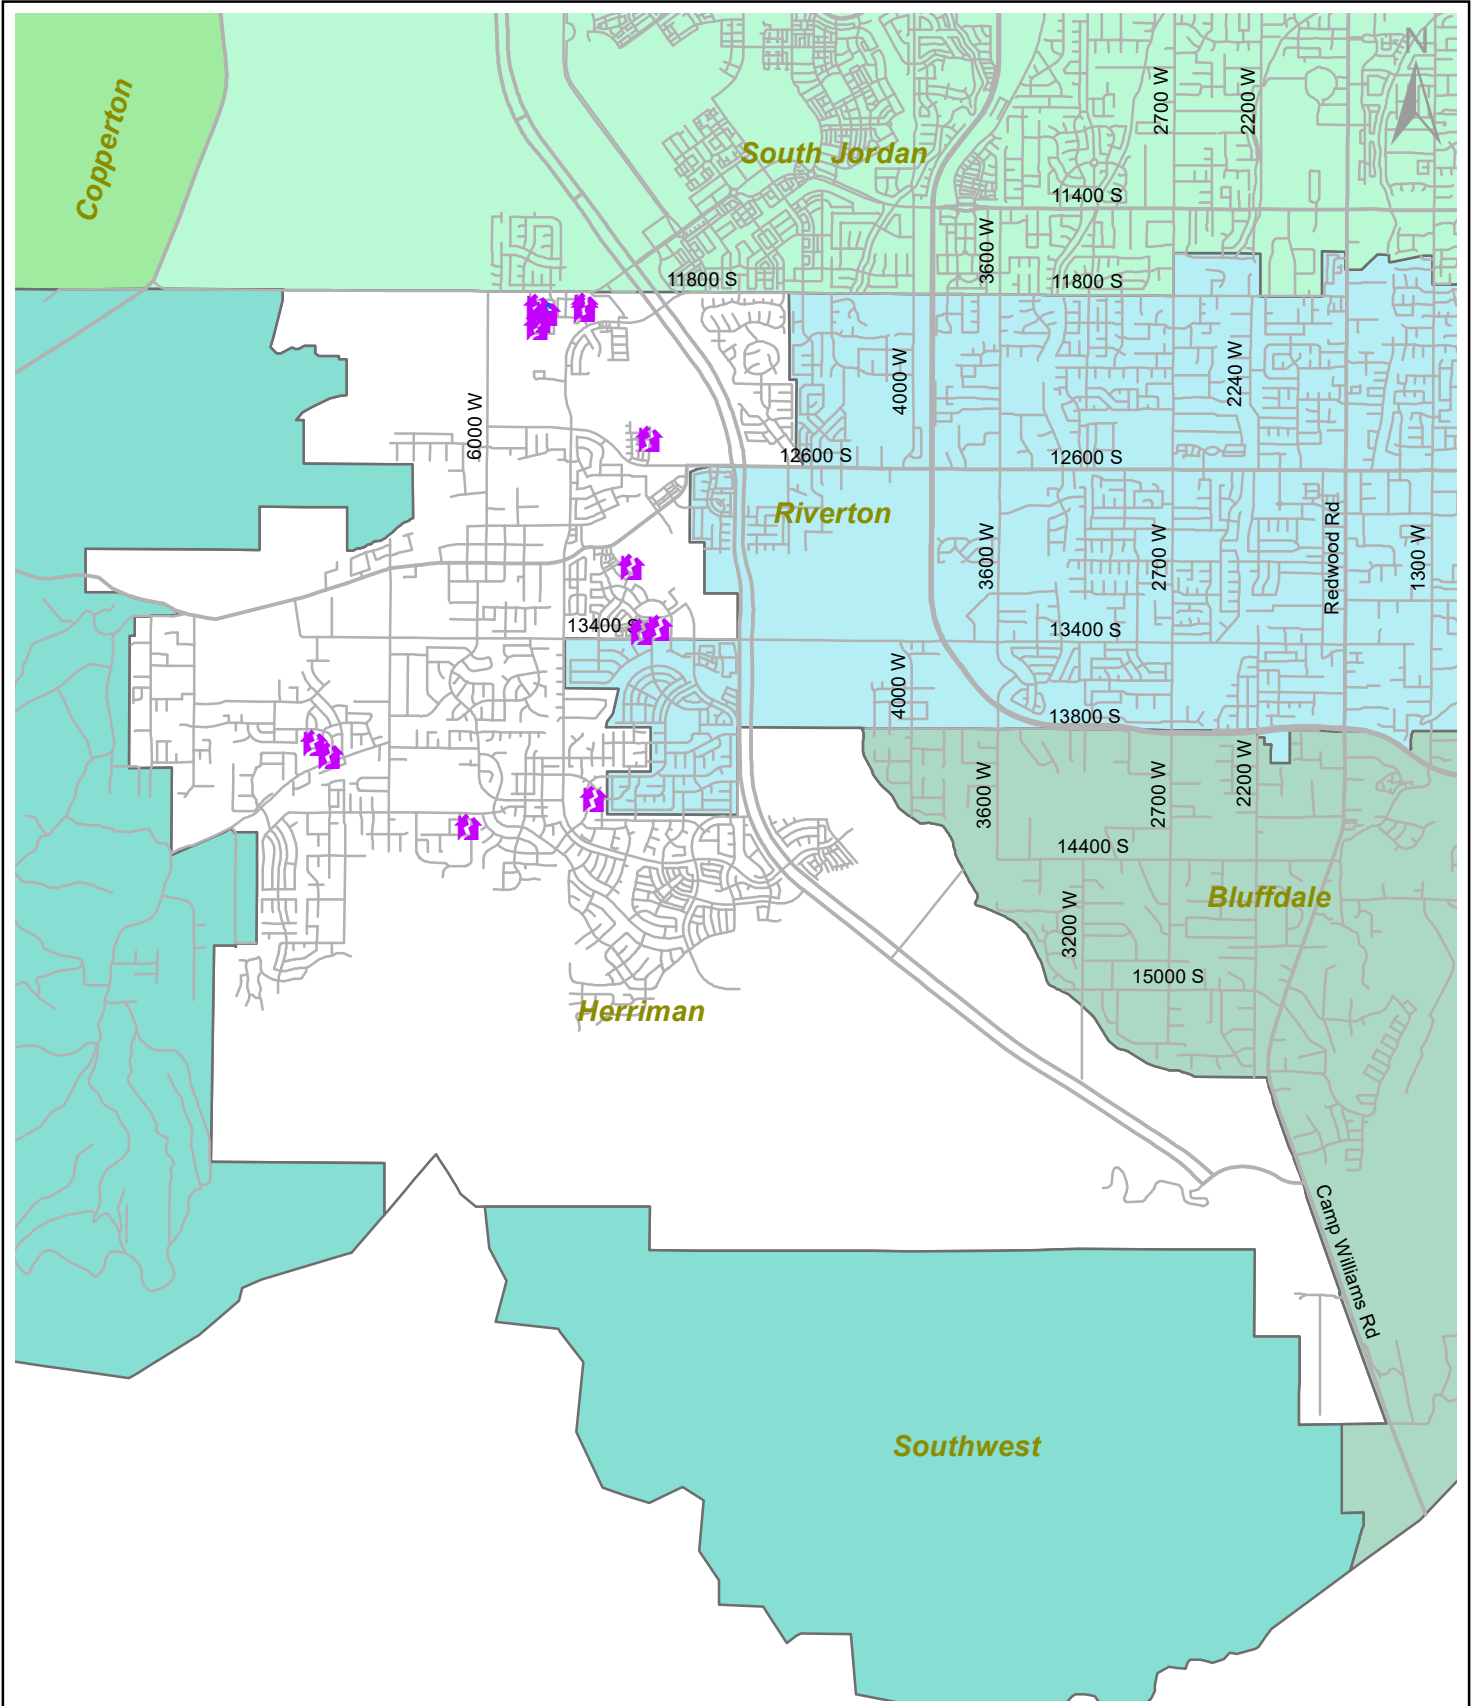 N
Copperton
2700 W
2200 W
South Jordan
11400 S
3600 W
11800 S
11800 S
4000 W
2240 W
6000 W
12600 S
12600 S
Riverton
3600 W
2700 W
Redwood Rd
1300 W
13400 S
13400 S
4000 W
13800 S
3600 W
2700 W
2200 W
14400 S
Bluffdale
3200 W
15000 S
Herriman
Camp Williams Rd
Southwest